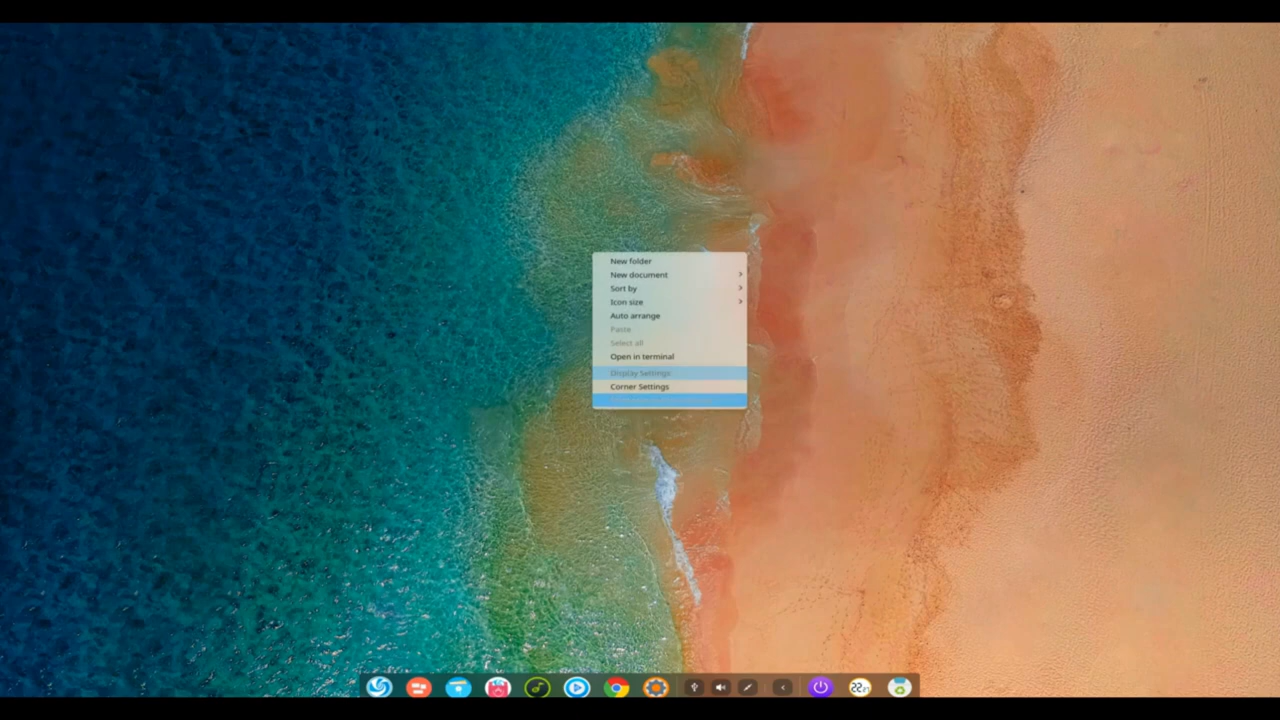 New folder
New document
Sort by
Icon size
Auto arrange
Paste
Select all
Open in terminal
Display Settings
Corner Settings